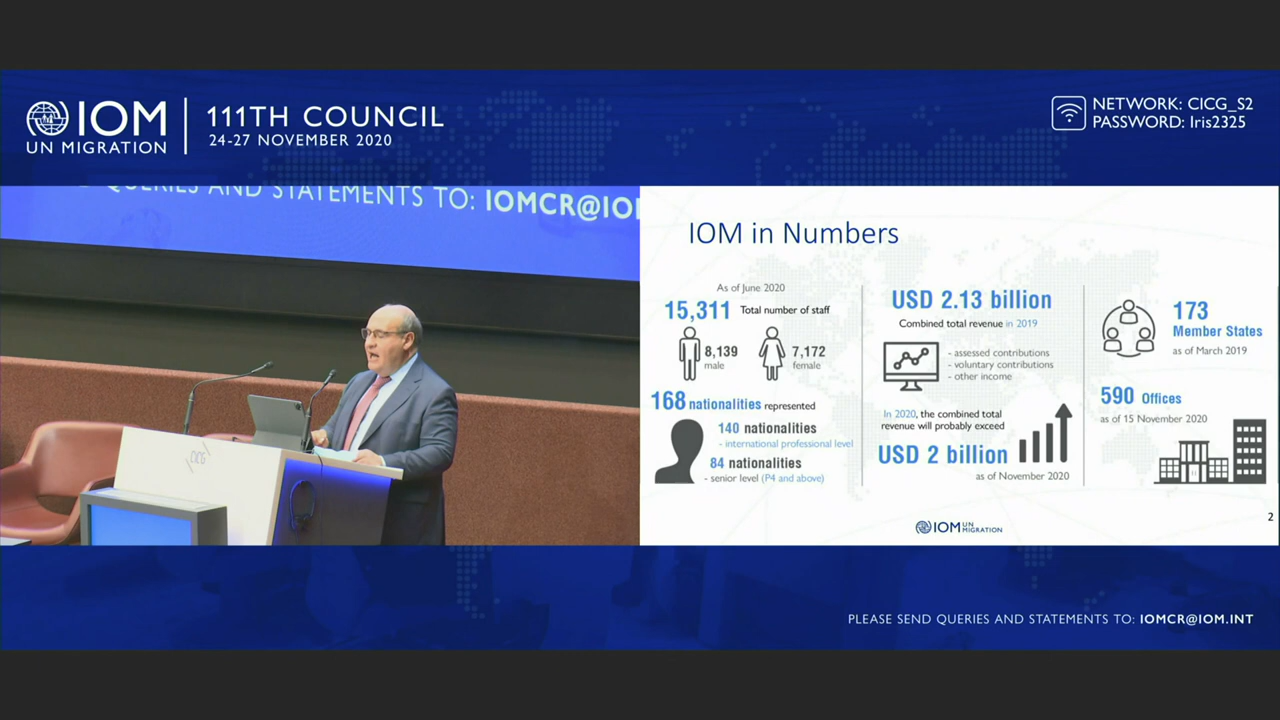 IOM
UN MIGRATION
111TH COUNCIL
24-27 NOVEMBER 2020
NETWORK: CICG_S2
PASSWORD: Iris2325
QUERIES AND STATEMENTS TO: IOMCR@IO
CICG
IOM in Numbers
As of June 2020
15,311 Total number of staff
8,139
male
7,172
female
168 nationalities represented
140 nationalities
- international professional level
84 nationalities
- senior level (P4 and above)
USD 2.13 billion
Combined total revenue in 2019
- assessed contributions
- voluntary contributions
- other income
In 2020, the combined total
revenue will probably exceed
USD 2 billion
as of November 2020
173
Member States
as of March 2019
590 Offices
as of 15 November 2020
IOM UN MIGRATION
2
PLEASE SEND QUERIES AND STATEMENTS TO: IOMCR@IOM.INT